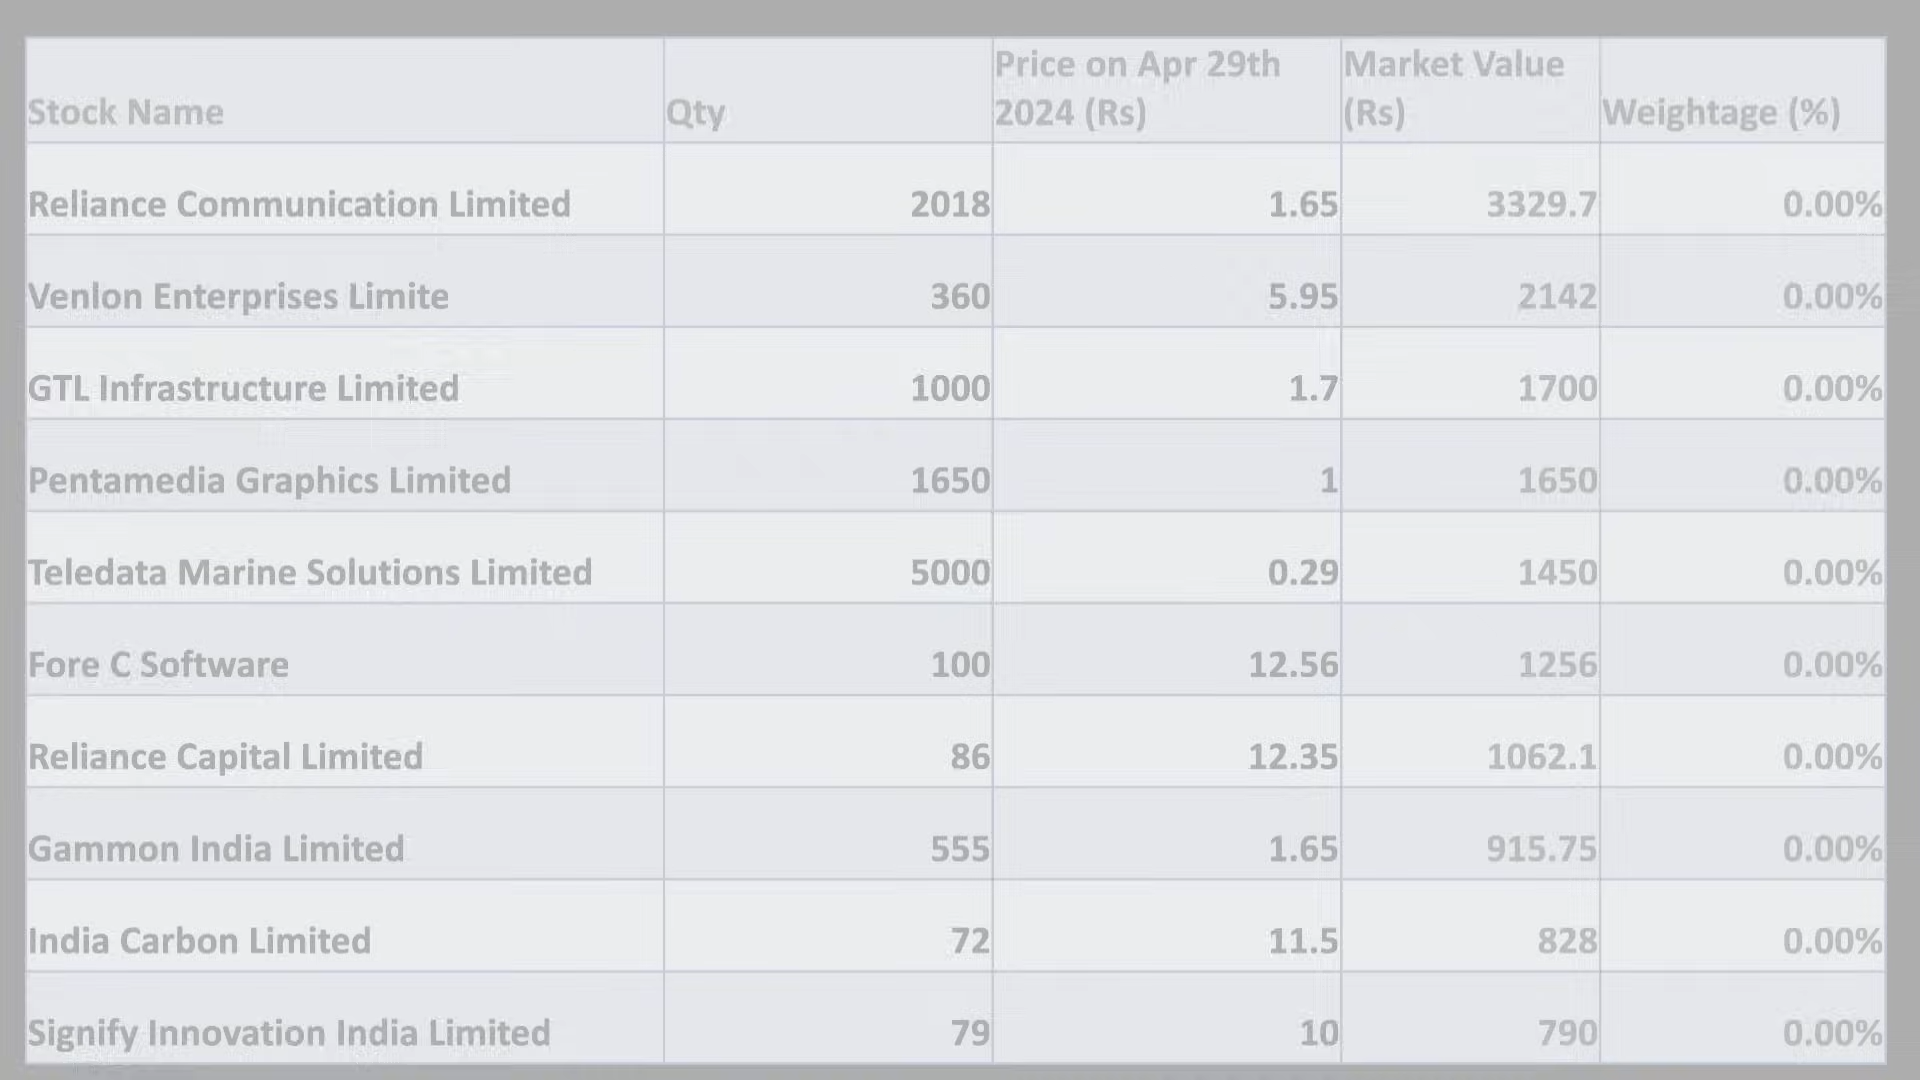 Stock Name Qty Price on Apr 29th 2024 (Rs) Market Value (Rs) Weightage (%)
Reliance Communication Limited 2018 1.65 3329.7 0.00%
Venlon Enterprises Limite 360 5.95 2142 0.00%
GTL Infrastructure Limited 1000 1.7 1700 0.00%
Pentamedia Graphics Limited 1650 1 1650 0.00%
Teledata Marine Solutions Limited 5000 0.29 1450 0.00%
Fore C Software 100 12.56 1256 0.00%
Reliance Capital Limited 86 12.35 1062.1 0.00%
Gammon India Limited 555 1.65 915.75 0.00%
India Carbon Limited 72 11.5 828 0.00%
Signify Innovation India Limited 79 10 790 0.00%